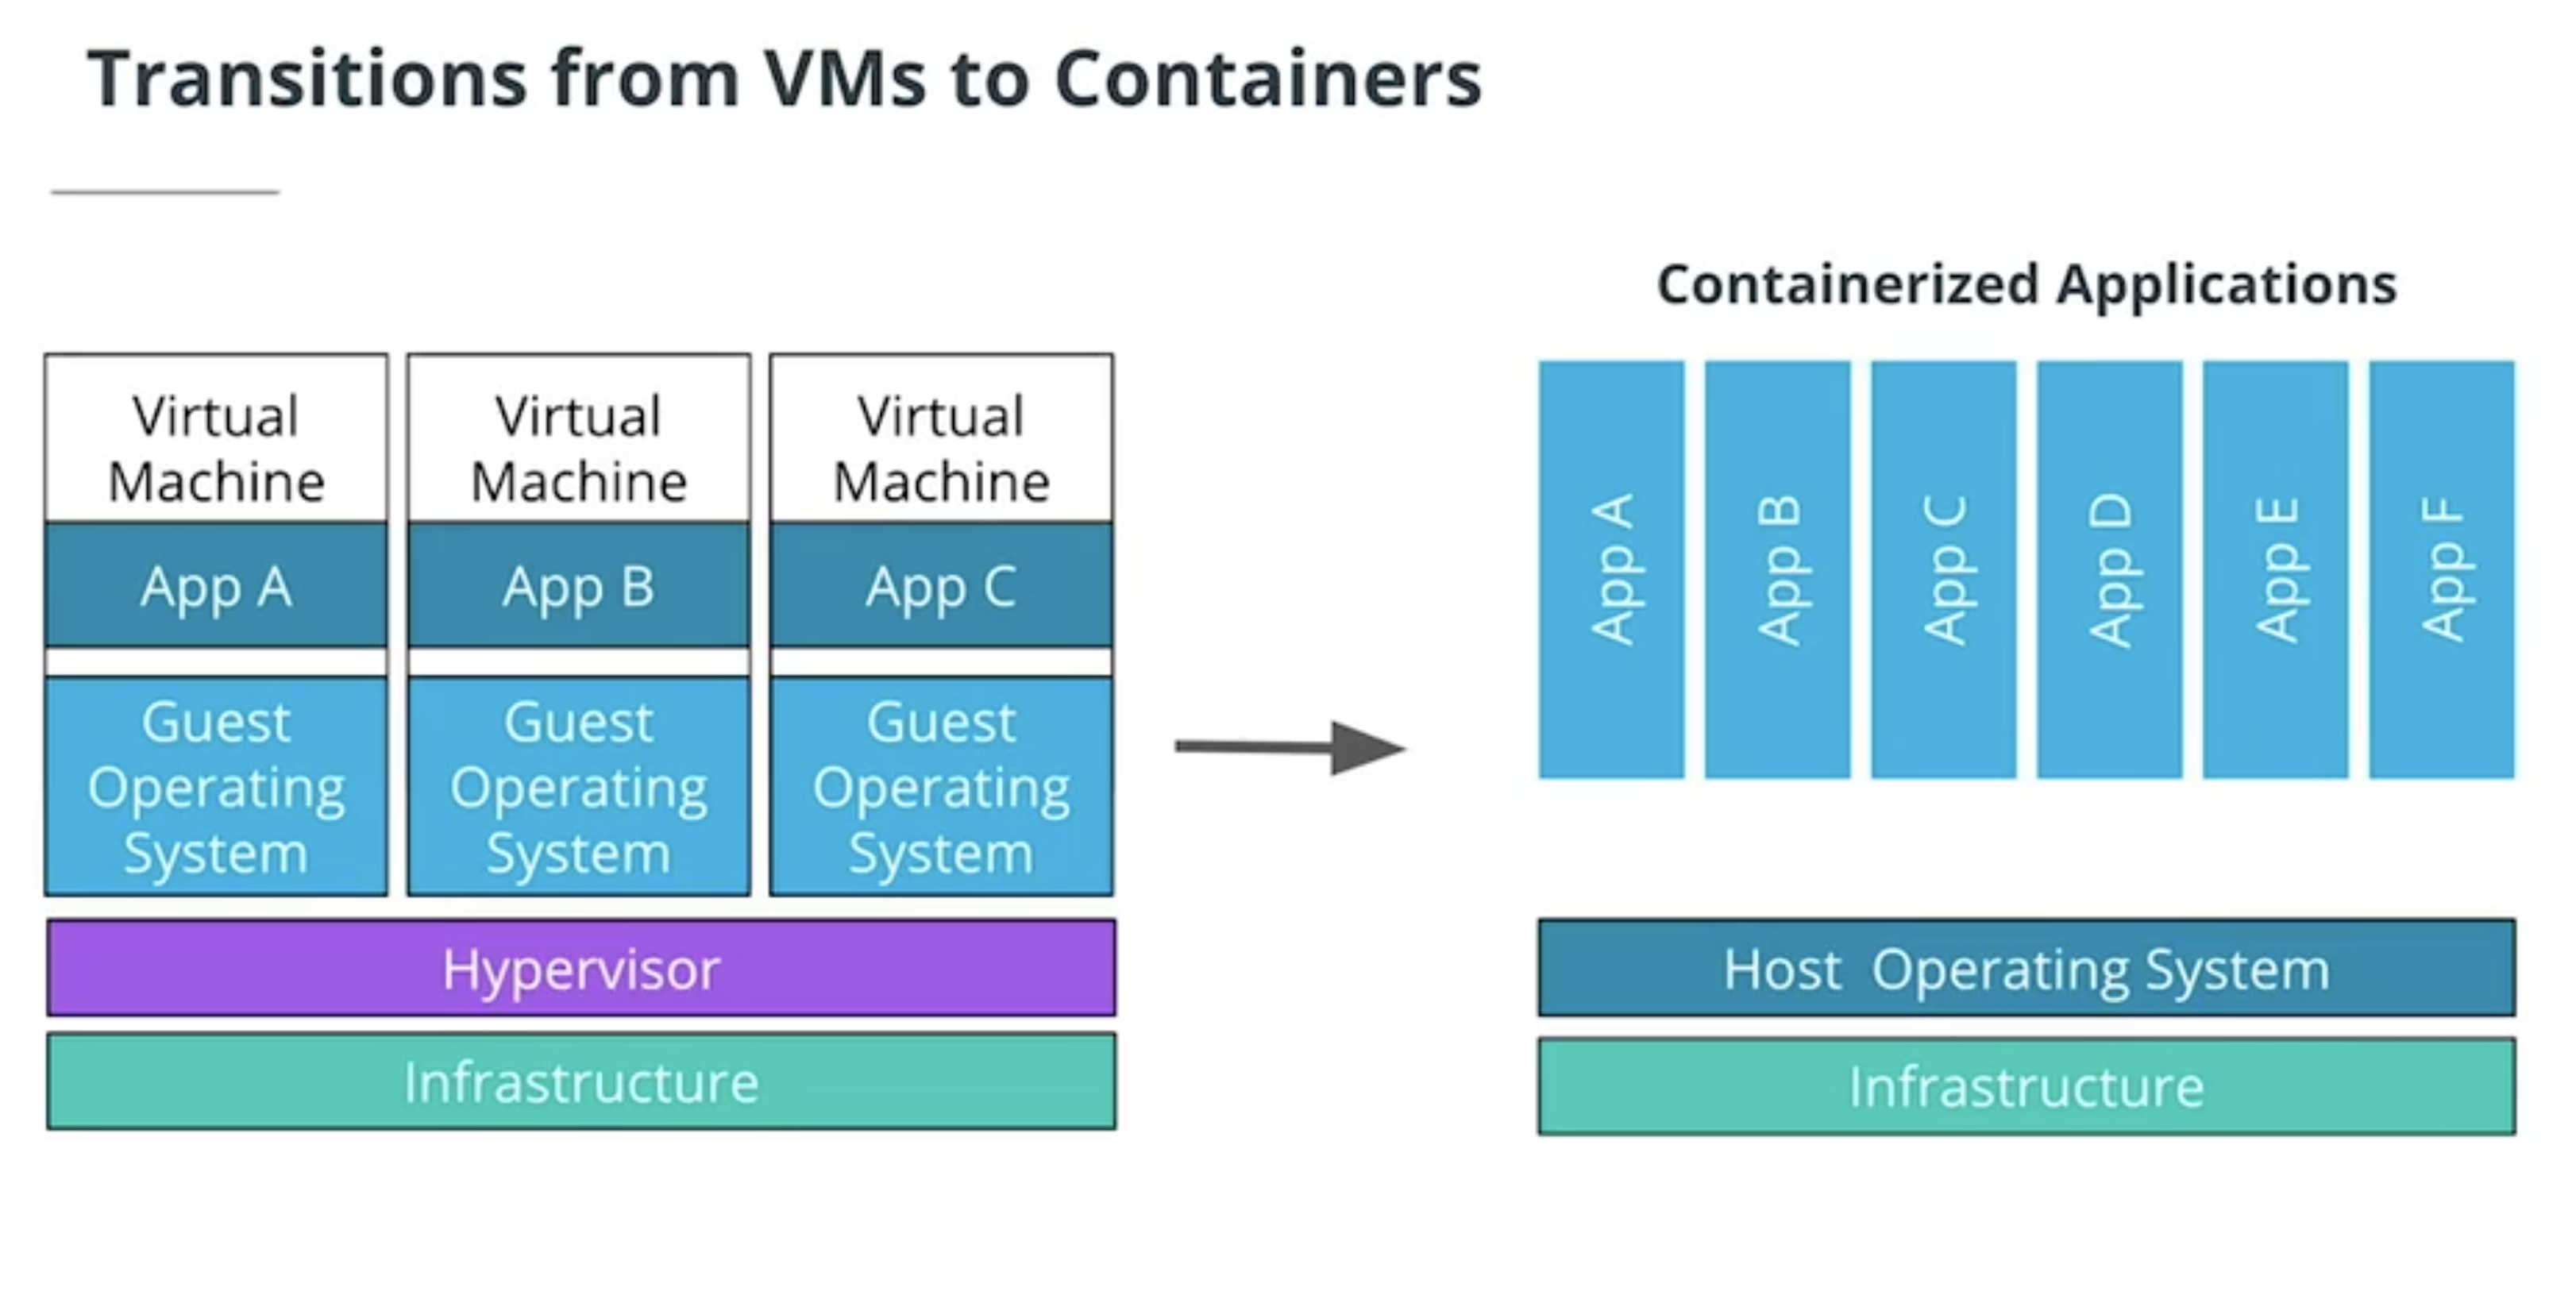 Transitions from VMs to Containers
Virtual
Machine
App A
Guest
Operating
System
Virtual
Machine
App B
Guest
Operating
System
Virtual
Machine
App C
Guest
Operating
System
Hypervisor
Infrastructure
Containerized Applications
App A
App B
App C
App D
App E
App F
Host Operating System
Infrastructure